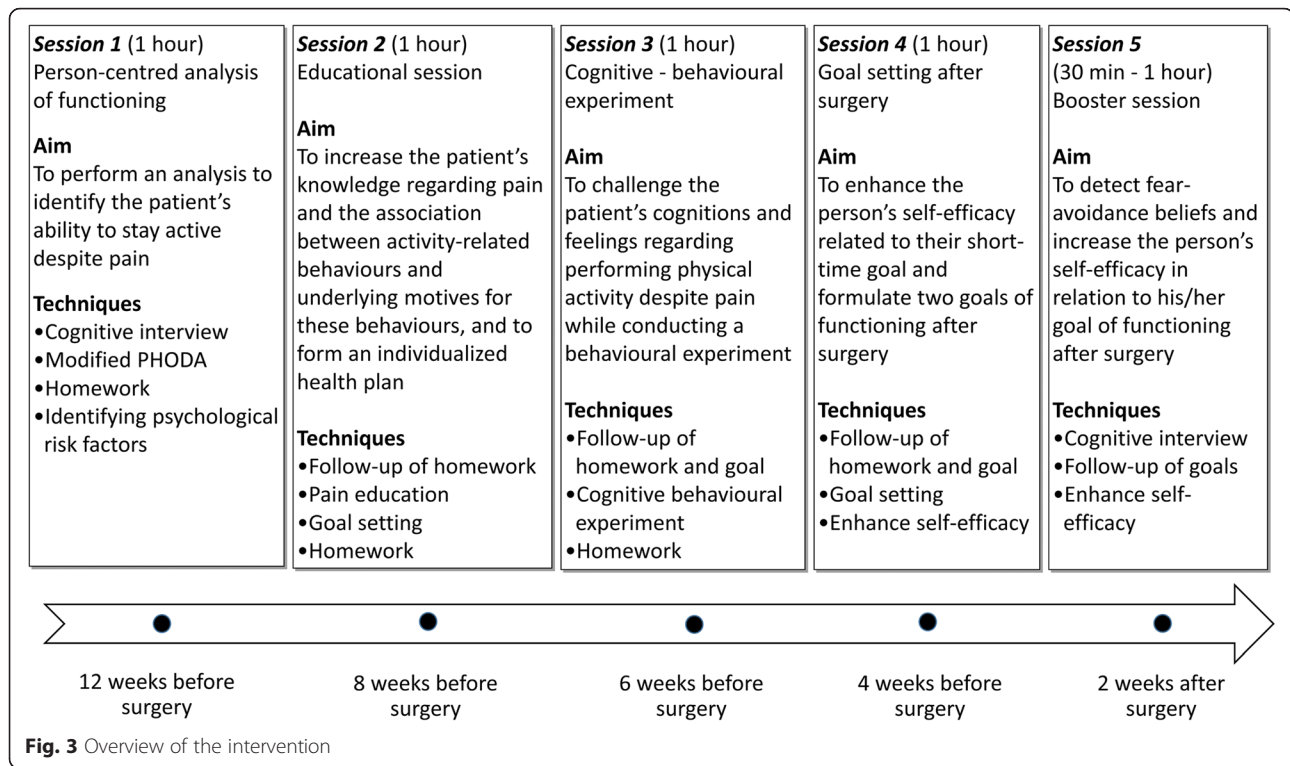 Session 1 (1 hour)
Person-centred analysis
of functioning
Aim
To perform an analysis to
identify the patient's
ability to stay active
despite pain
Techniques
•Cognitive interview
•Modified PHODA
•Homework
•Identifying psychological
risk factors
Session 2 (1 hour)
Educational session
Aim
To increase the patient's
knowledge regarding pain
and the association
between activity-related
behaviours and
underlying motives for
these behaviours, and to
form an individualized
health plan
Techniques
•Follow-up of homework
•Pain education
•Goal setting
•Homework
Session 3 (1 hour)
Cognitive - behavioural
experiment
Aim
To challenge the
patient's cognitions and
feelings regarding
performing physical
activity despite pain
while conducting a
behavioural experiment
Techniques
•Follow-up of
homework and goal
•Cognitive behavioural
experiment
•Homework
Session 4 (1 hour)
Goal setting after
surgery
Aim
To enhance the
person's self-efficacy
related to their short-
time goal and
formulate two goals of
functioning after
surgery
Techniques
•Follow-up of
homework and goal
•Goal setting
•Enhance self-efficacy
Session 5
(30 min - 1 hour)
Booster session
Aim
To detect fear-
avoidance beliefs and
increase the person's
self-efficacy in
relation to his/her
goal of functioning
after surgery
Techniques
•Cognitive interview
•Follow-up of goals
•Enhance self-
efficacy
12 weeks before
surgery
8 weeks before
surgery
6 weeks before
surgery
4 weeks before
surgery
2 weeks after
surgery
Fig. 3 Overview of the intervention